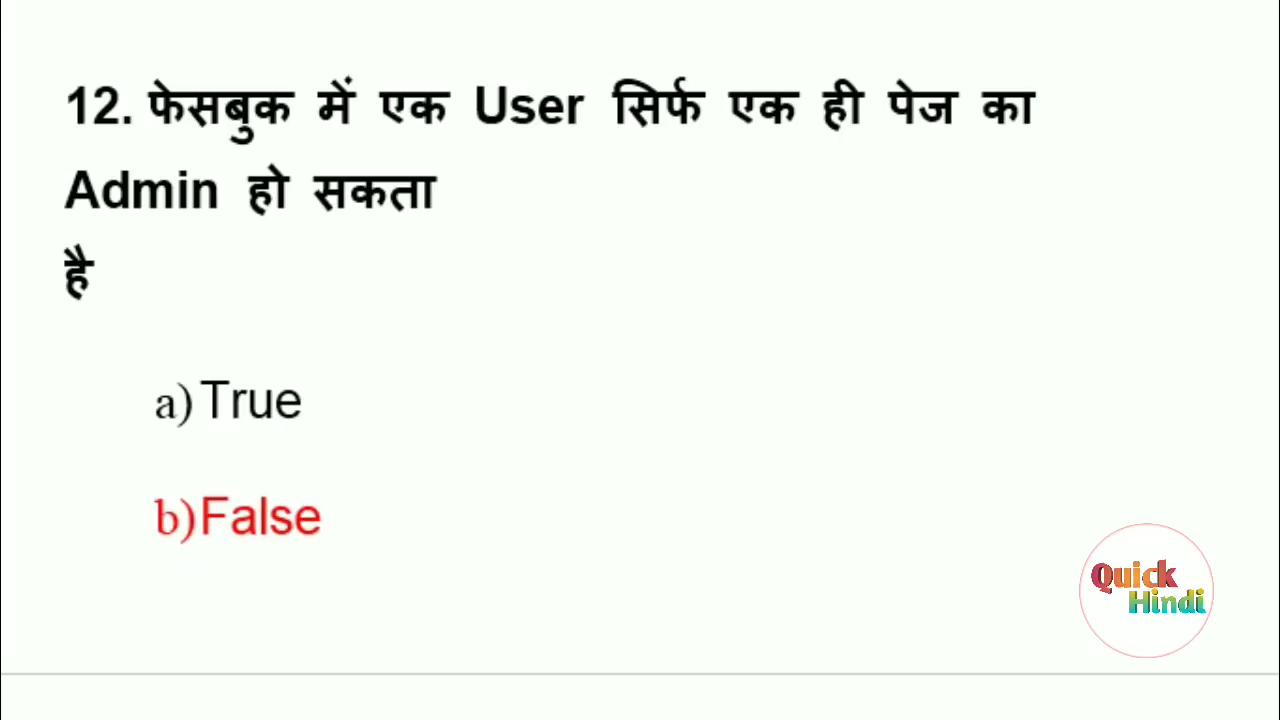 12. फेसबुक में एक User सिर्फ एक ही पेज का
Admin हो सकता
है
a) True
b) False
Quick
Hindi